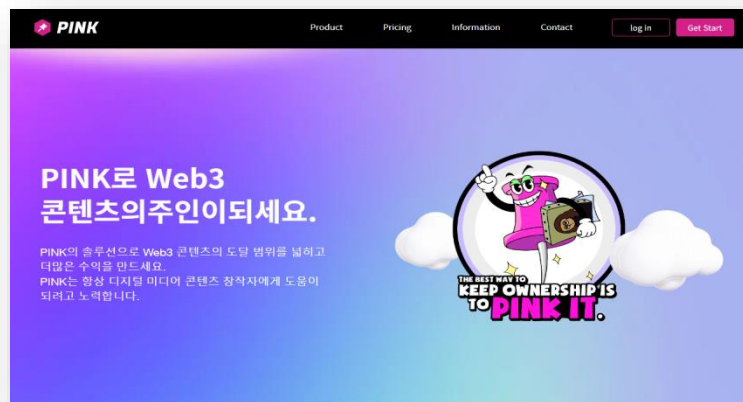 PINK
Product Pricing Information Contact log in Get Start
PINK로 Web3
콘텐츠의주인이되세요.
PINK의 솔루션으로 Web3 콘텐츠의 도달 범위를 넓히고
더많은 수익을 만드세요.
PINK는 항상 디지털 미디어 콘텐츠 창작자에게 도움이
되려고 노력합니다.
THE BEST WAY TO
KEEP OWNERSHIP IS
TO PINK IT.